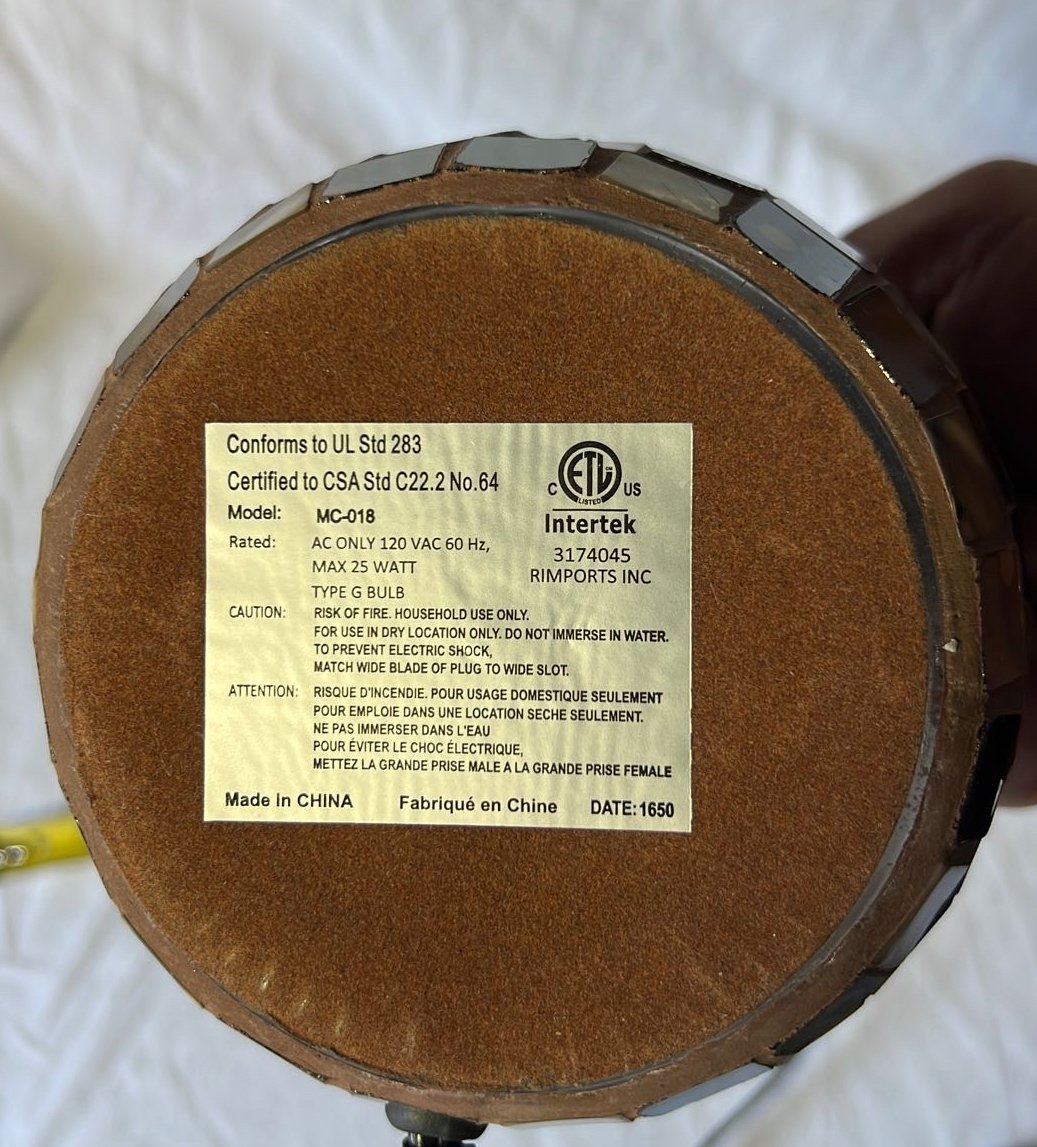 Conforms to UL Std 283
Certified to CSA Std C22.2 No.64
Model: MC-018
Rated: AC ONLY 120 VAC 60 Hz,
MAX 25 WATT
TYPE G BULB
ETL CM
C US
LISTED
Intertek
3174045
RIMPORTS INC
CAUTION: RISK OF FIRE. HOUSEHOLD USE ONLY.
FOR USE IN DRY LOCATION ONLY. DO NOT IMMERSE IN WATER.
TO PREVENT ELECTRIC SHOCK,
MATCH WIDE BLADE OF PLUG TO WIDE SLOT.
ATTENTION: RISQUE D'INCENDIE. POUR USAGE DOMESTIQUE SEULEMENT
POUR EMPLOIE DANS UNE LOCATION SECHE SEULEMENT.
NE PAS IMMERSER DANS L'EAU
POUR ÉVITER LE CHOC ÉLECTRIQUE,
METTEZ LA GRANDE PRISE MALE A LA GRANDE PRISE FEMALE
Made In CHINA Fabriqué en Chine DATE:1650